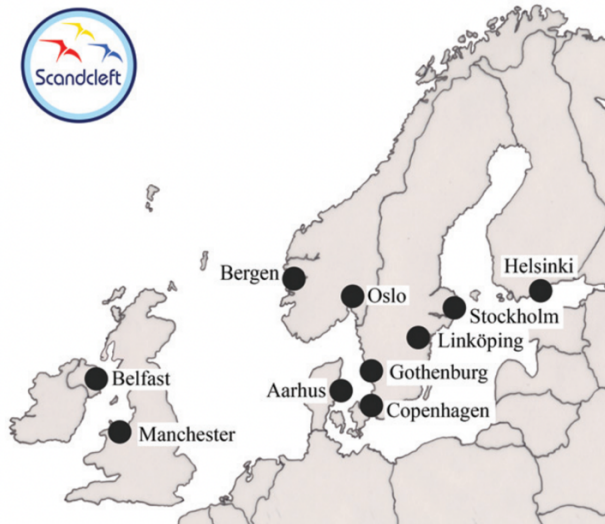 Scandcleft
Helsinki
Bergen
Oslo
Stockholm
Linköping
Gothenburg
Belfast
Aarhus
Copenhagen
Manchester